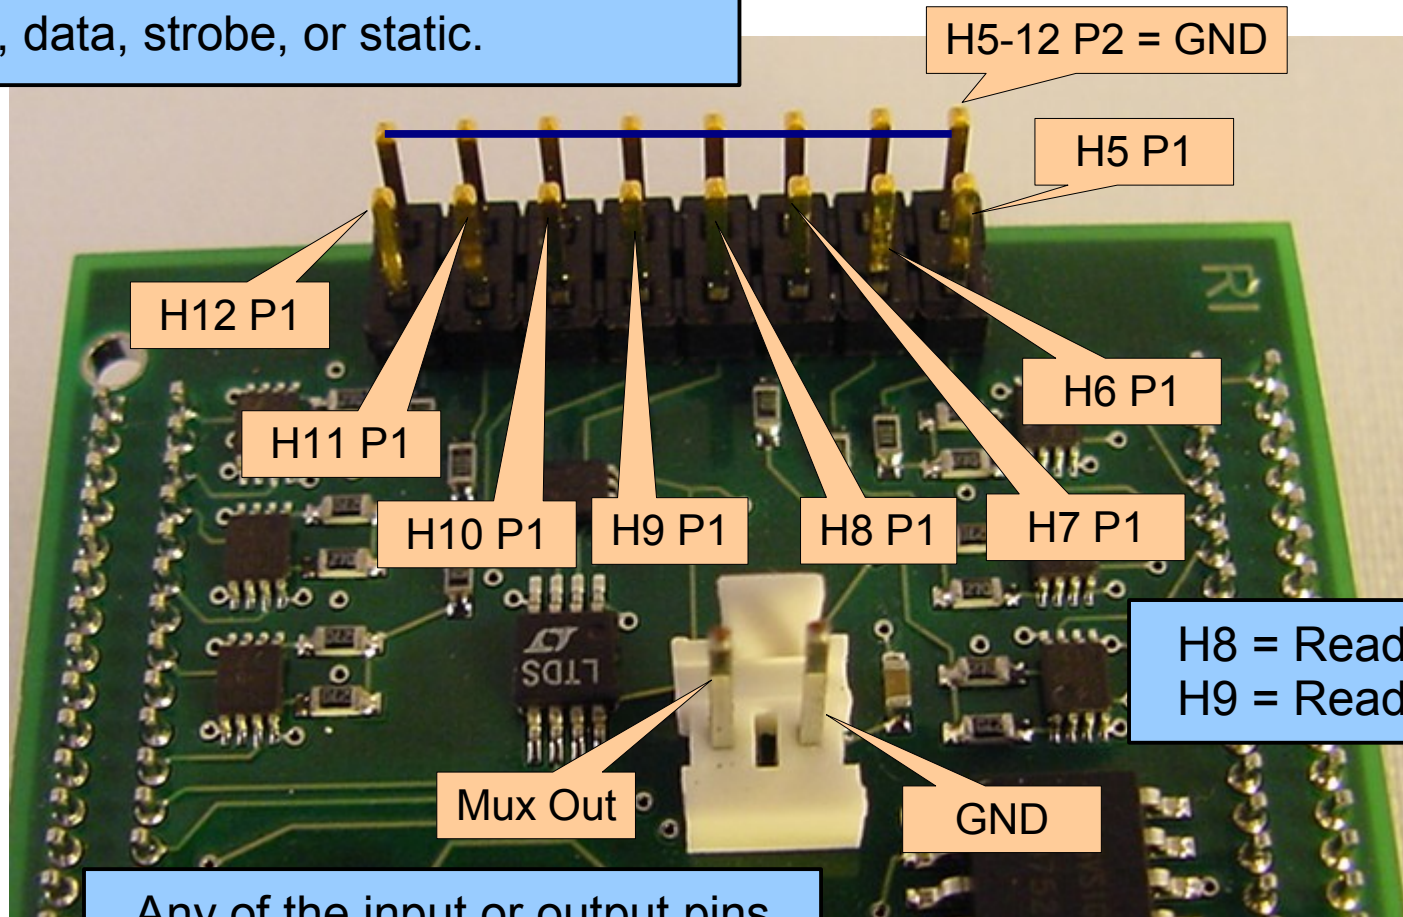 , data, strobe, or static.
H5-12 P2 = GND
H5 P1
H12 P1
RI
H6 P1
H11 P1
H10 P1
H9 P1
H8 P1
H7 P1
LTDS
H8 = Read
H9 = Read
Mux Out
GND
Any of the input or output pins